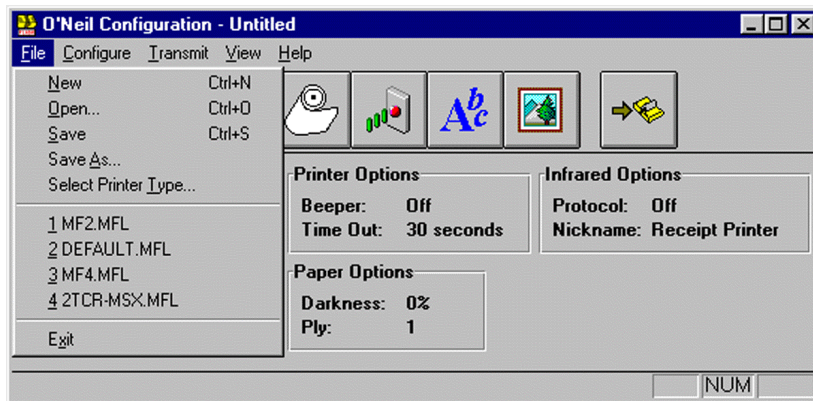 O'Neil Configuration - Untitled
File Configure Transmit View Help
New Ctrl+N
Open... Ctrl+O
Save Ctrl+S
Save As...
Select Printer Type...
1 MF2.MFL
2 DEFAULT.MFL
3 MF4.MFL
4 2TCR-MSX.MFL
Exit
Abc
Printer Options
Beeper: Off
Time Out: 30 seconds
Infrared Options
Protocol: Off
Nickname: Receipt Printer
Paper Options
Darkness: 0%
Ply: 1
NUM